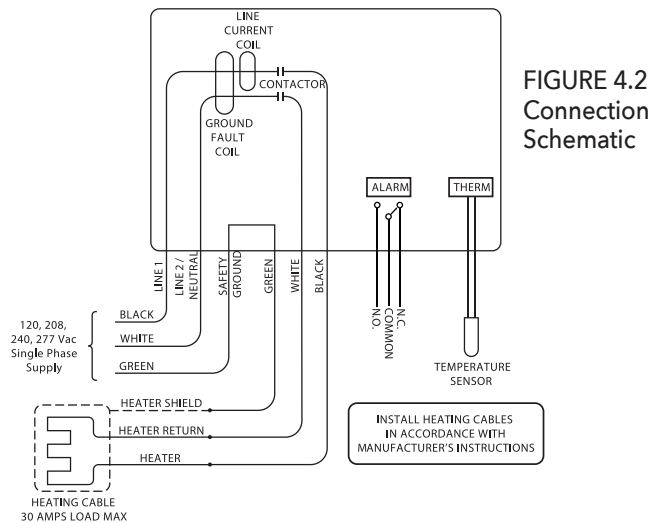 LINE
CURRENT
COIL
CONTACTOR
GROUND
FAULT
COIL
FIGURE 4.2
Connection
Schematic
ALARM
THERM
LINE 1
LINE 2 /
NEUTRAL
SAFETY
GROUND
GREEN
WHITE
BLACK
N.O.
COMMON
N.C.
120, 208,
240, 277 Vac
Single Phase
Supply
BLACK
WHITE
GREEN
TEMPERATURE
SENSOR
HEATER SHIELD
HEATER RETURN
HEATER
INSTALL HEATING CABLES
IN ACCORDANCE WITH
MANUFACTURER'S INSTRUCTIONS
HEATING CABLE
30 AMPS LOAD MAX